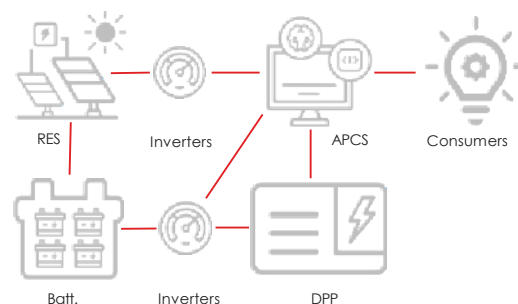 RES
Inverters
APCS
Consumers
Batt.
Inverters
DPP